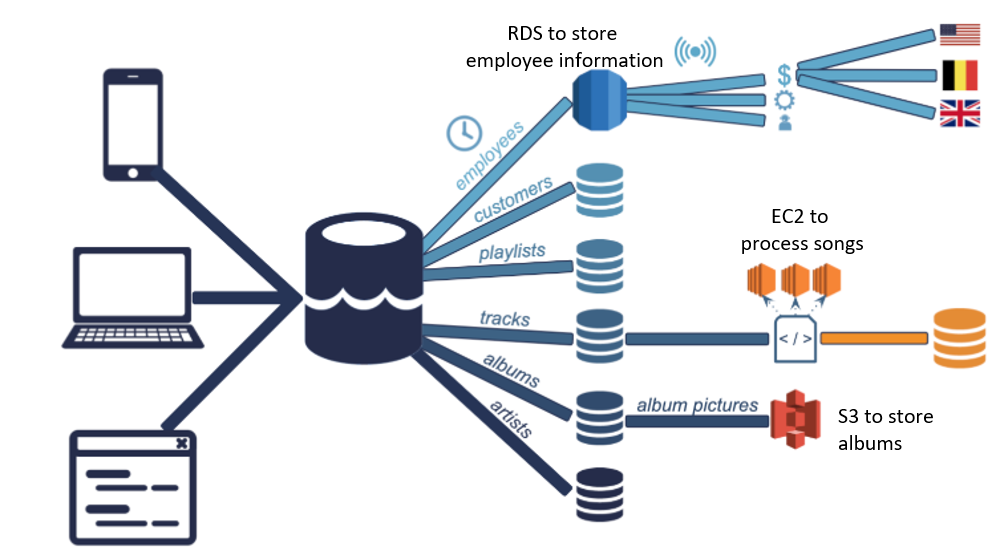 RDS to store
employee information
$
employees
customers
playlists
EC2 to
process songs
tracks
< / >
albums
album pictures
S3 to store
albums
artists